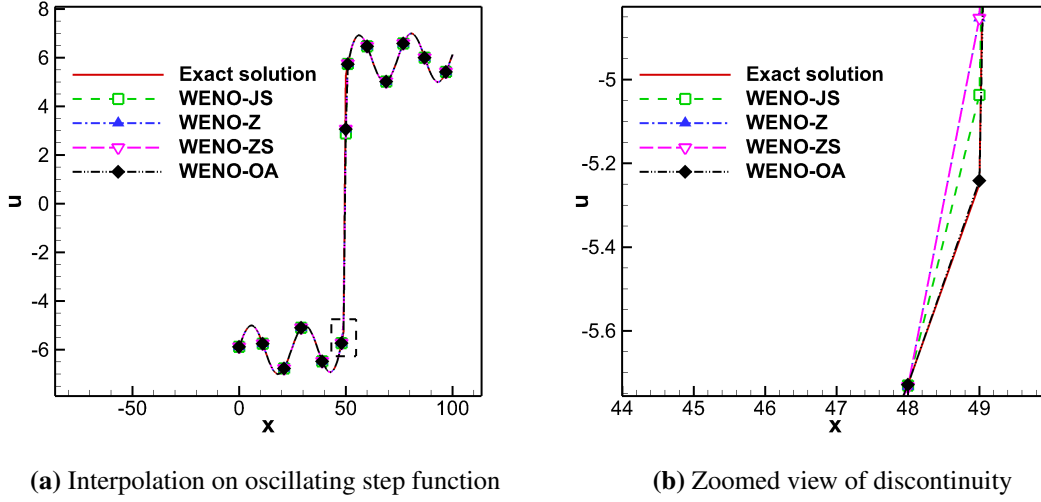 8
6
4
2
0
-2
-4
-6
u
Exact solution
WENO-JS
WENO-Z
WENO-ZS
WENO-OA
-50
0
50
100
x
-5
-5.2
-5.4
-5.6
u
Exact solution
WENO-JS
WENO-Z
WENO-ZS
WENO-OA
44
45
46
47
48
49
x
(a) Interpolation on oscillating step function
(b) Zoomed view of discontinuity